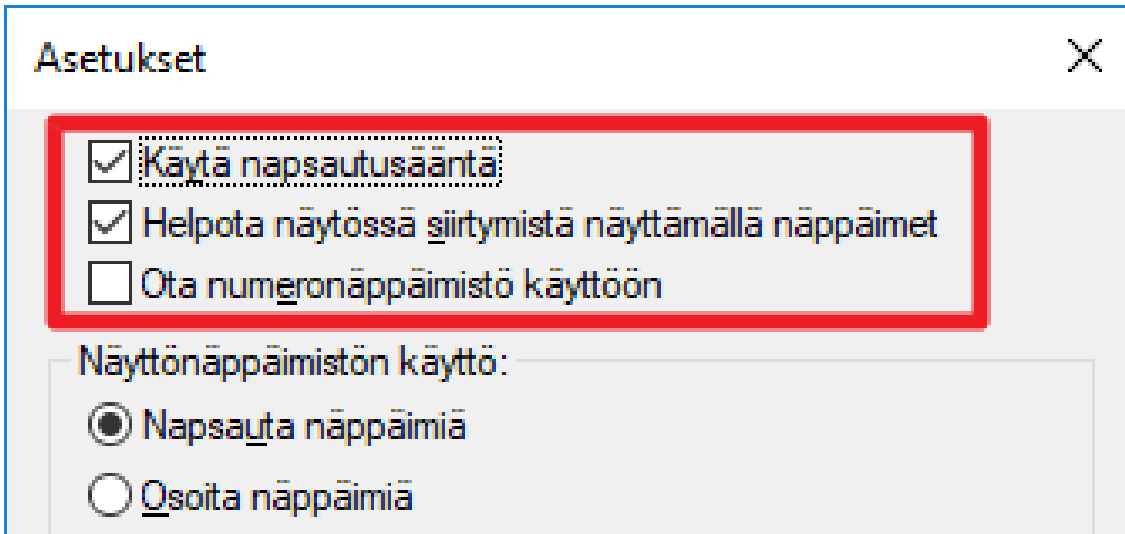 Asetukset
Käytä napsautusääntä
Helpota näytössä siirtymistä näyttämällä näppäimet
Ota numeronäppäimistö käyttöön
Näyttönäppäimistön käyttö:
Napsauta näppäimiä
Osoita näppäimiä